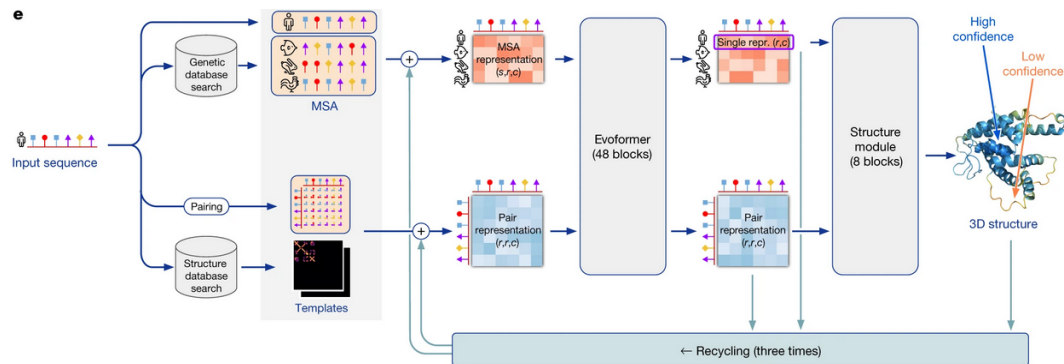 e
Input sequence
Genetic
database
search
MSA
Pairing
Structure
database
search
Templates
+
+
MSA
representation
(s,r,c)
Pair
representation
(r,r,c)
Evoformer
(48 blocks)
Single repr. (r,c)
Pair
representation
(r,r,c)
Structure
module
(8 blocks)
High
confidence
Low
confidence
3D structure
← Recycling (three times)